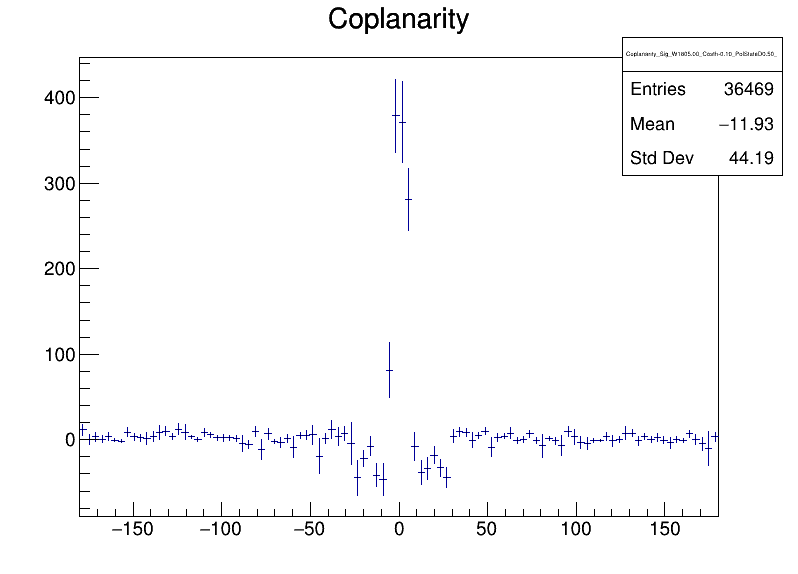 Coplanarity
Coplanarity_Sig_W1805.00_Costh-0.10_PolStateD0.50_
Entries 36469
Mean −11.93
Std Dev 44.19
400
300
200
100
0
−150 −100 −50 0 50 100 150